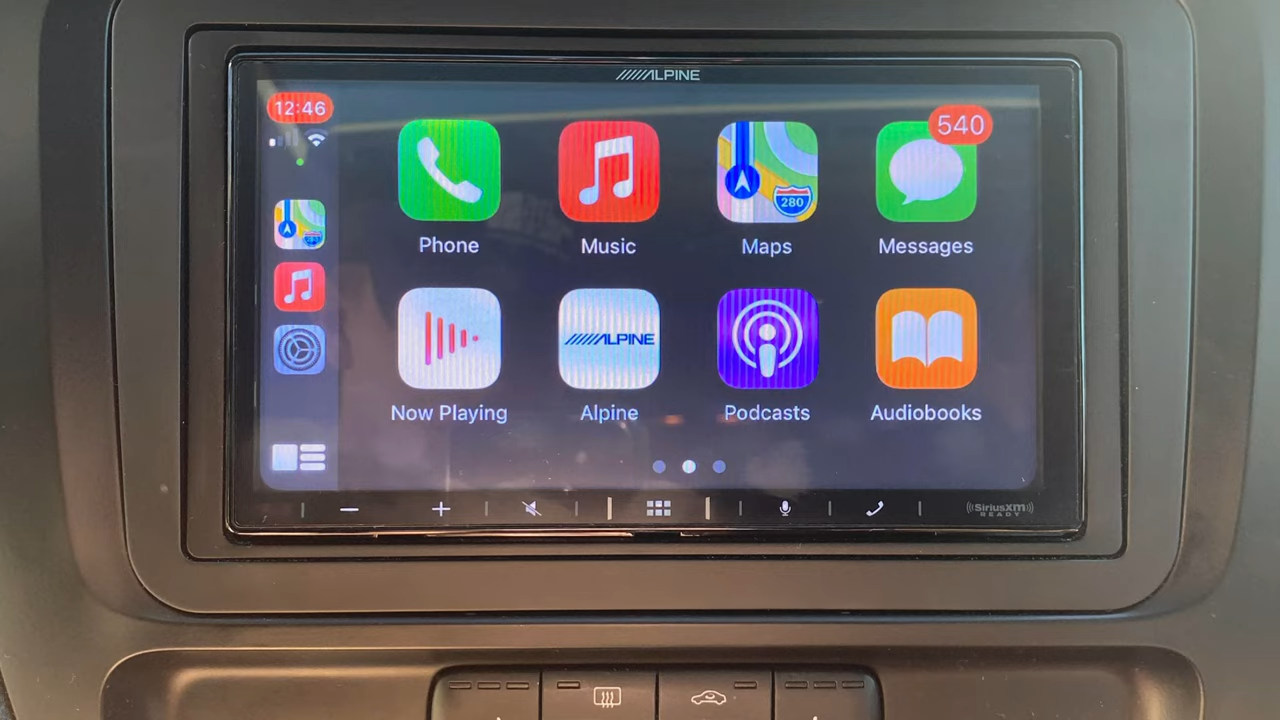 ALPINE
12:46
540
280
Phone
Music
Maps
Messages
ALPINE
Now Playing
Alpine
Podcasts
Audiobooks
SiriusXM
READY